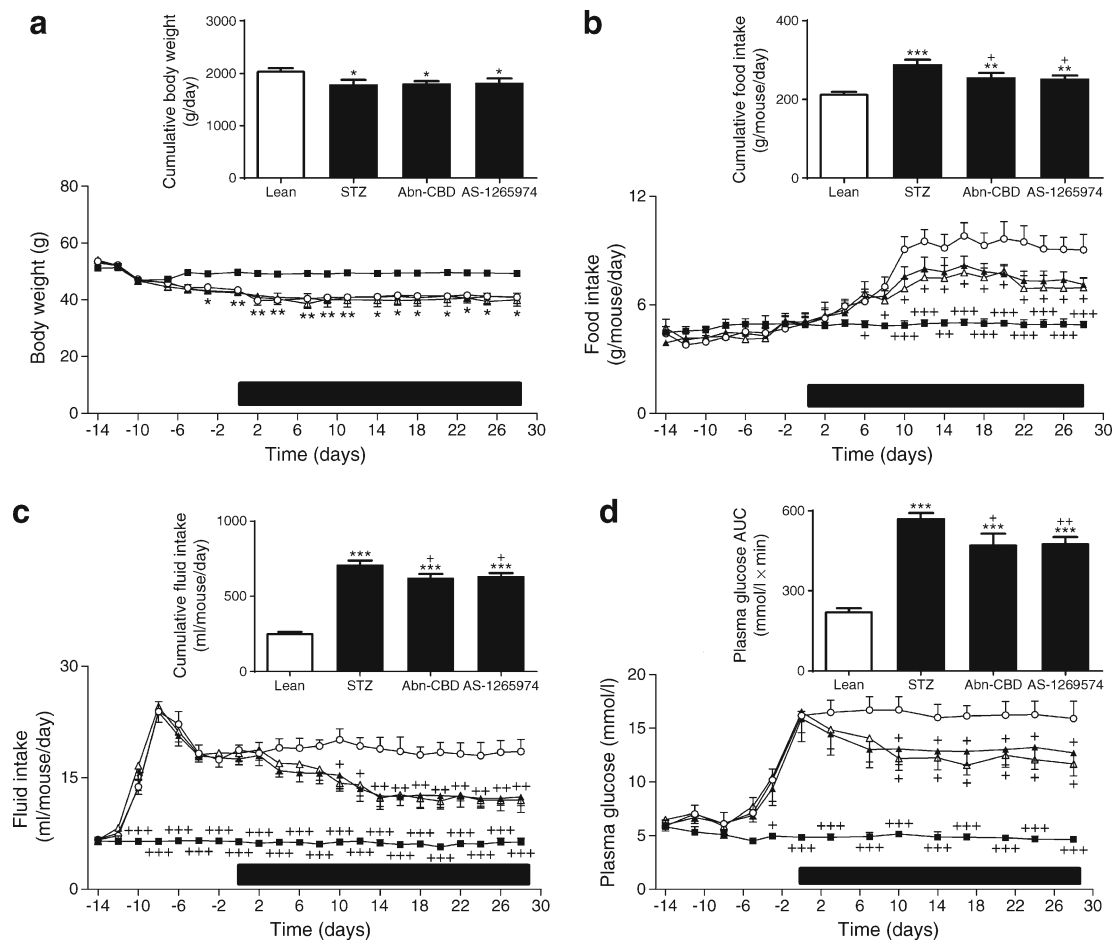 a
Cumulative body weight
(g/day)
3000
2000
1000
0
* * *
Lean STZ Abn-CBD AS-1265974
Body weight (g)
80
60
40
20
0
* ** ** ** ** ** ** * * * * * * *
-14 -10 -6 -2 2 6 10 14 18 22 26 30
Time (days)
b
Cumulative food intake
(g/mouse/day)
400
200
0
+ +
*** ** **
Lean STZ Abn-CBD AS-1265974
Food intake
(g/mouse/day)
12
6
0
+ + + + + + + + + +
+ +++ +++ +++ +++
+ +++ ++ +++ +++
-14 -10 -6 -2 2 6 10 14 18 22 26 30
Time (days)
c
Cumulative fluid intake
(ml/mouse/day)
1000
500
0
+ +
*** *** ***
Lean STZ Abn-CBD AS-1265974
Fluid intake
(ml/mouse/day)
30
15
0
+ + ++ ++ ++ ++ ++ ++ ++ ++
+++ +++ +++ +++ +++ +++ +++ +++ +++ +++
+++ +++ +++ +++ +++ +++ +++ +++ +++ +++
-14 -10 -6 -2 2 6 10 14 18 22 26 30
Time (days)
d
Plasma glucose AUC
(mmol/l × min)
600
400
200
0
+ ++
*** *** ***
Lean STZ Abn-CBD AS-1269574
Plasma glucose (mmol/l)
20
15
10
5
0
+ + + + + +
+ + + + + +
+ +++ +++ +++ +++
+++ +++ +++ +++ +++
-14 -10 -6 -2 2 6 10 14 18 22 26 30
Time (days)